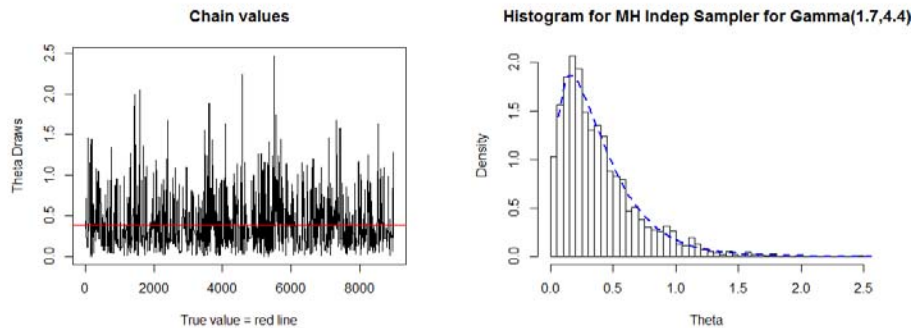 Chain values
Theta Draws
2.5
2.0
1.5
1.0
0.5
0.0
0 2000 4000 6000 8000
True value = red line
Histogram for MH Indep Sampler for Gamma(1.7,4.4)
Density
2.0
1.5
1.0
0.5
0.0
0.0 0.5 1.0 1.5 2.0 2.5
Theta